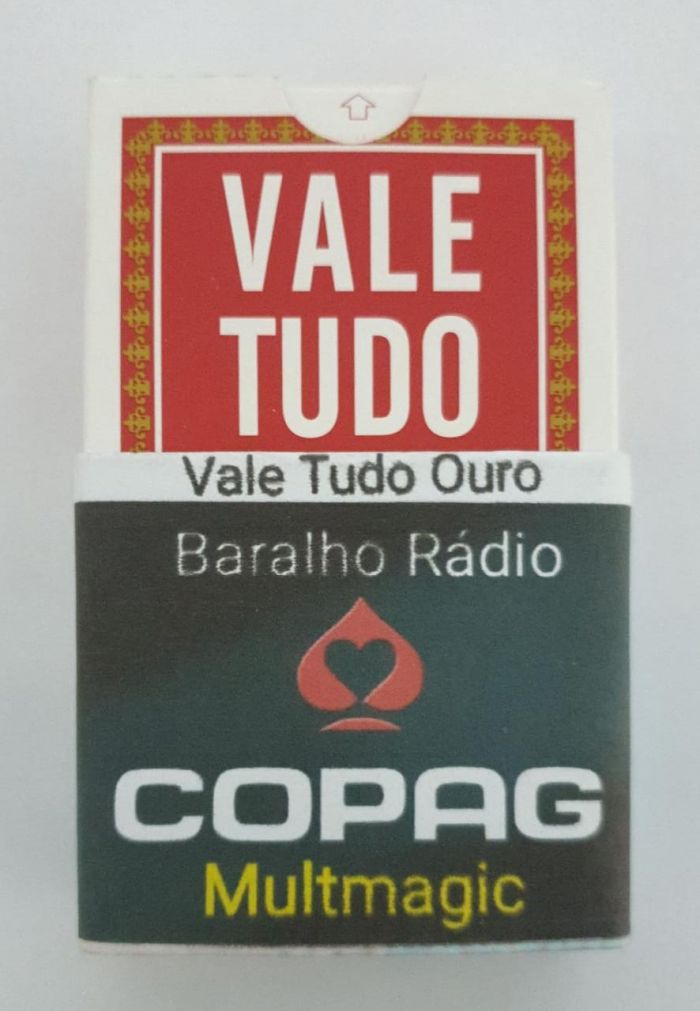 VALE
TUDO
Vale Tudo Ouro
Baralho Rádio
COPAG
Multmagic